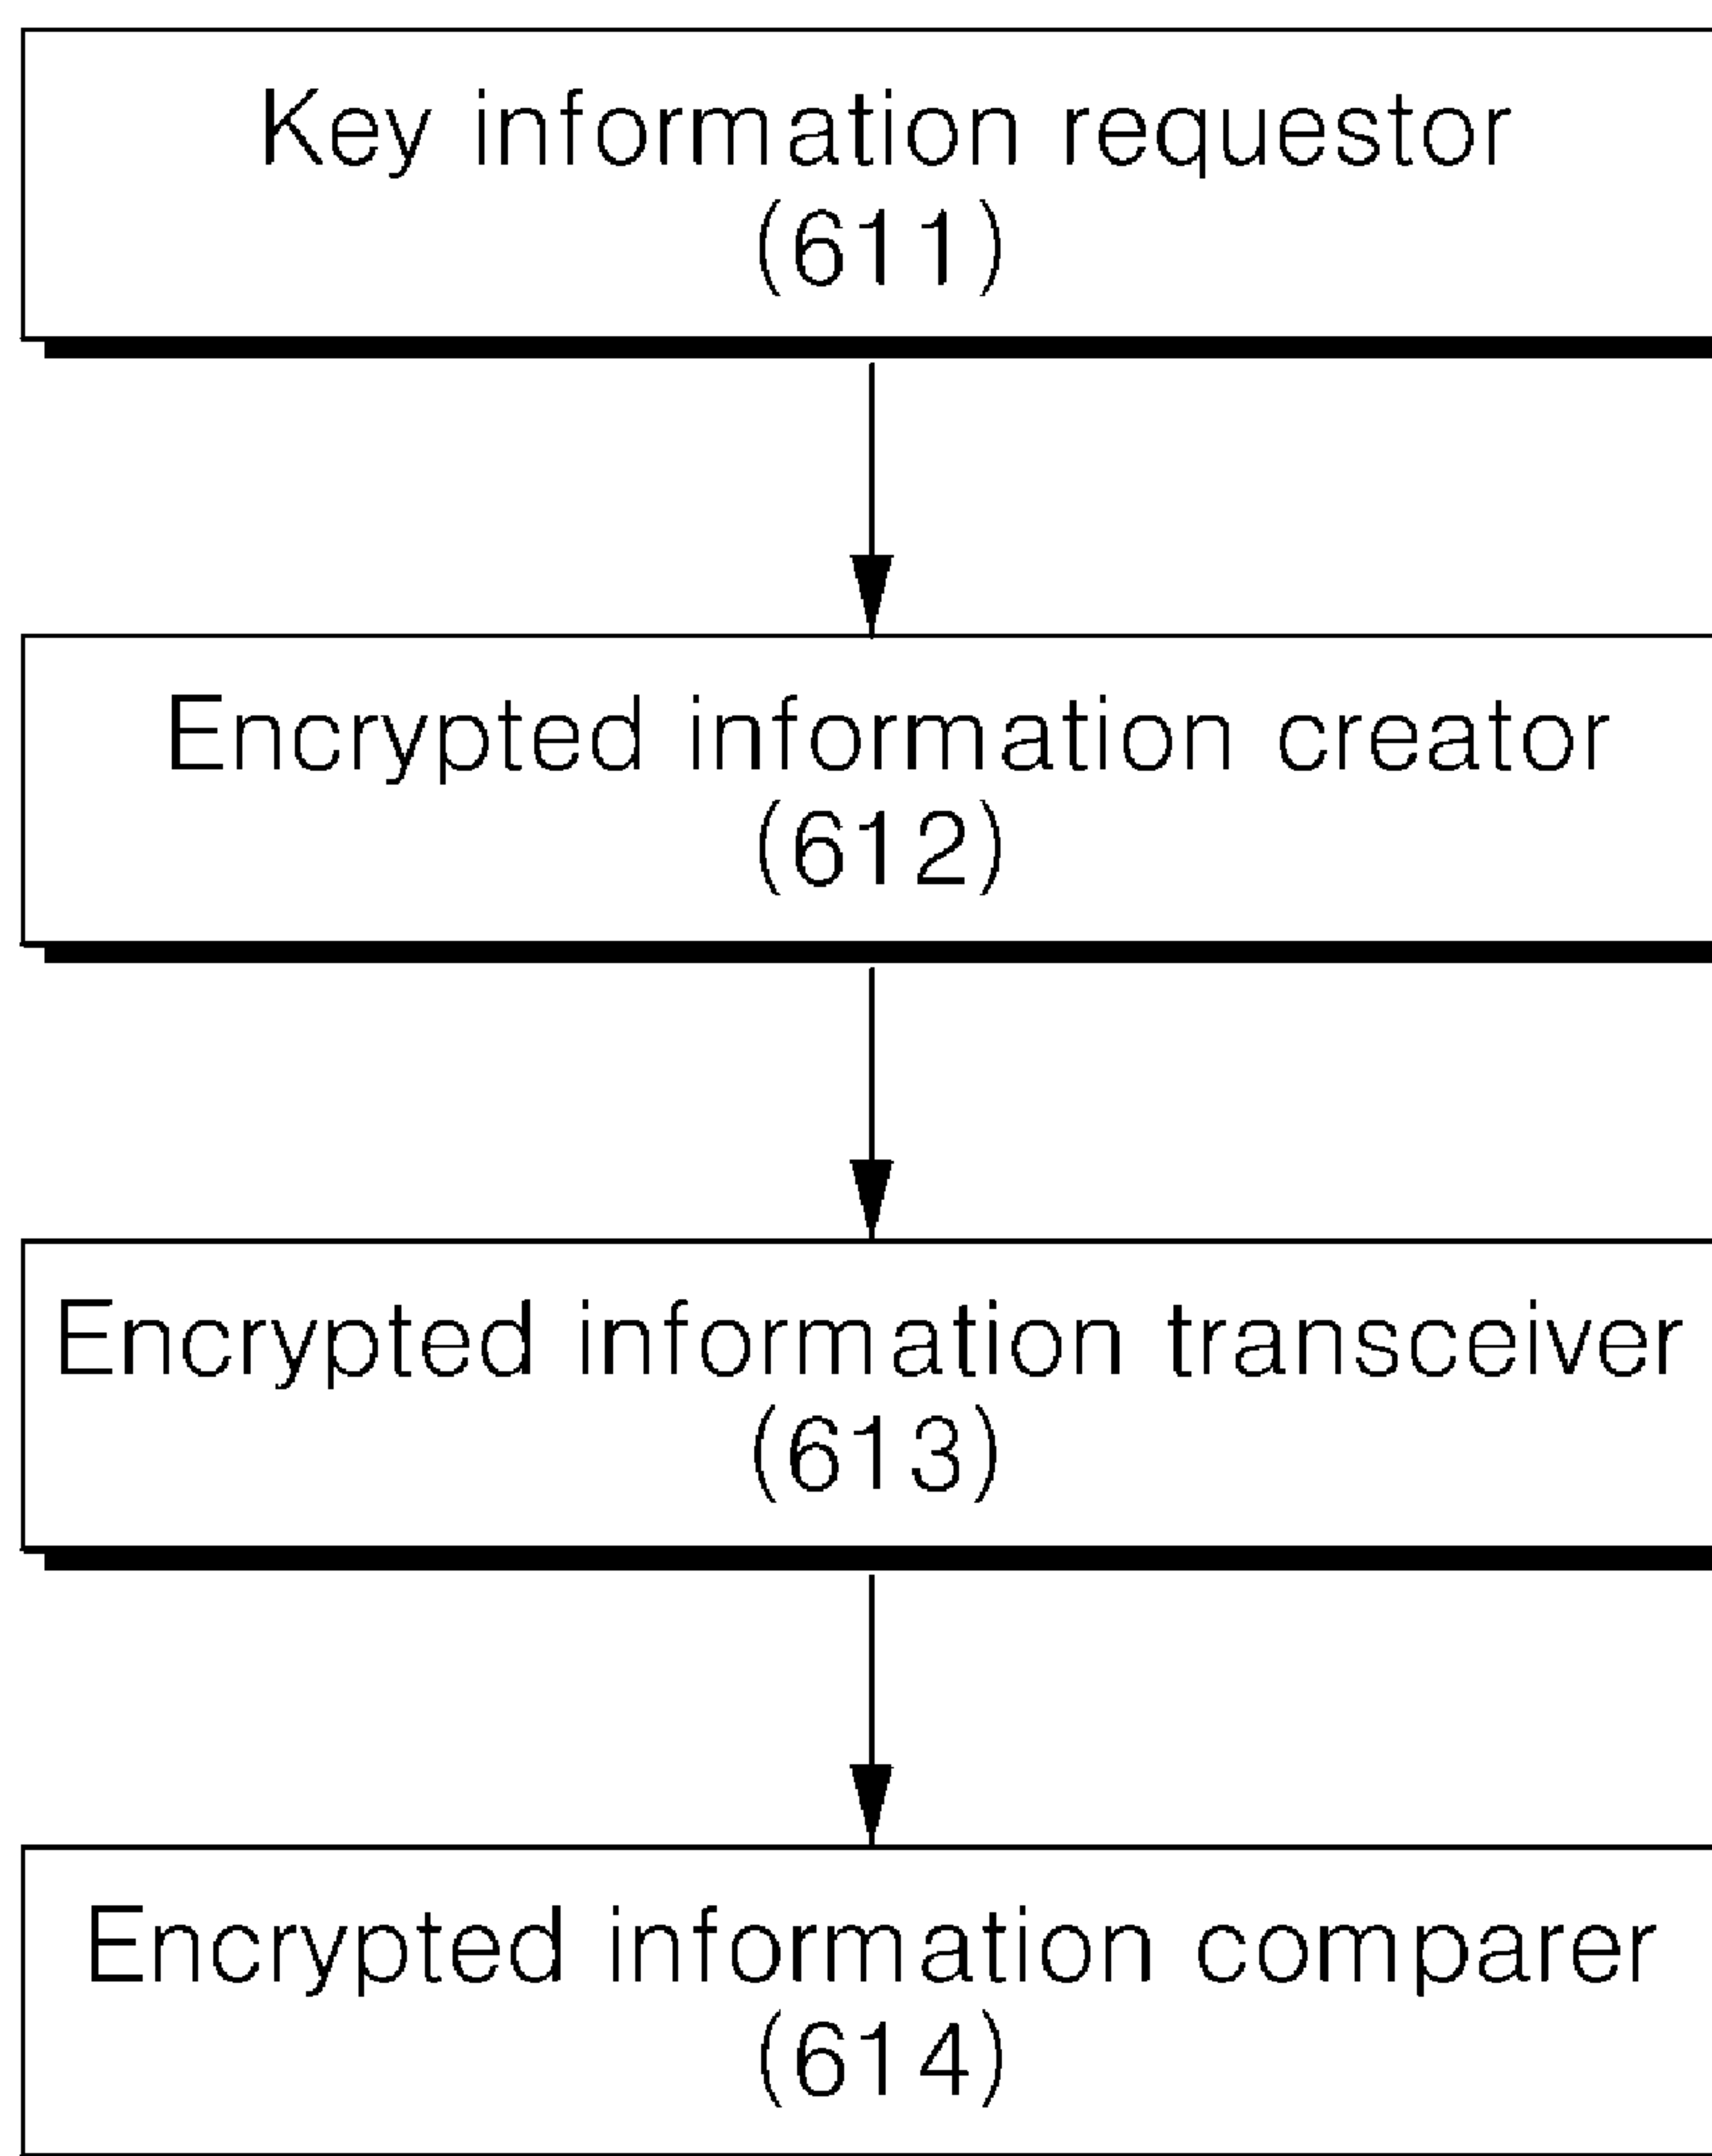 Key information requestor
(611)
Encrypted information creator
(612)
Encrypted information transceiver
(613)
Encrypted information comparer
(614)